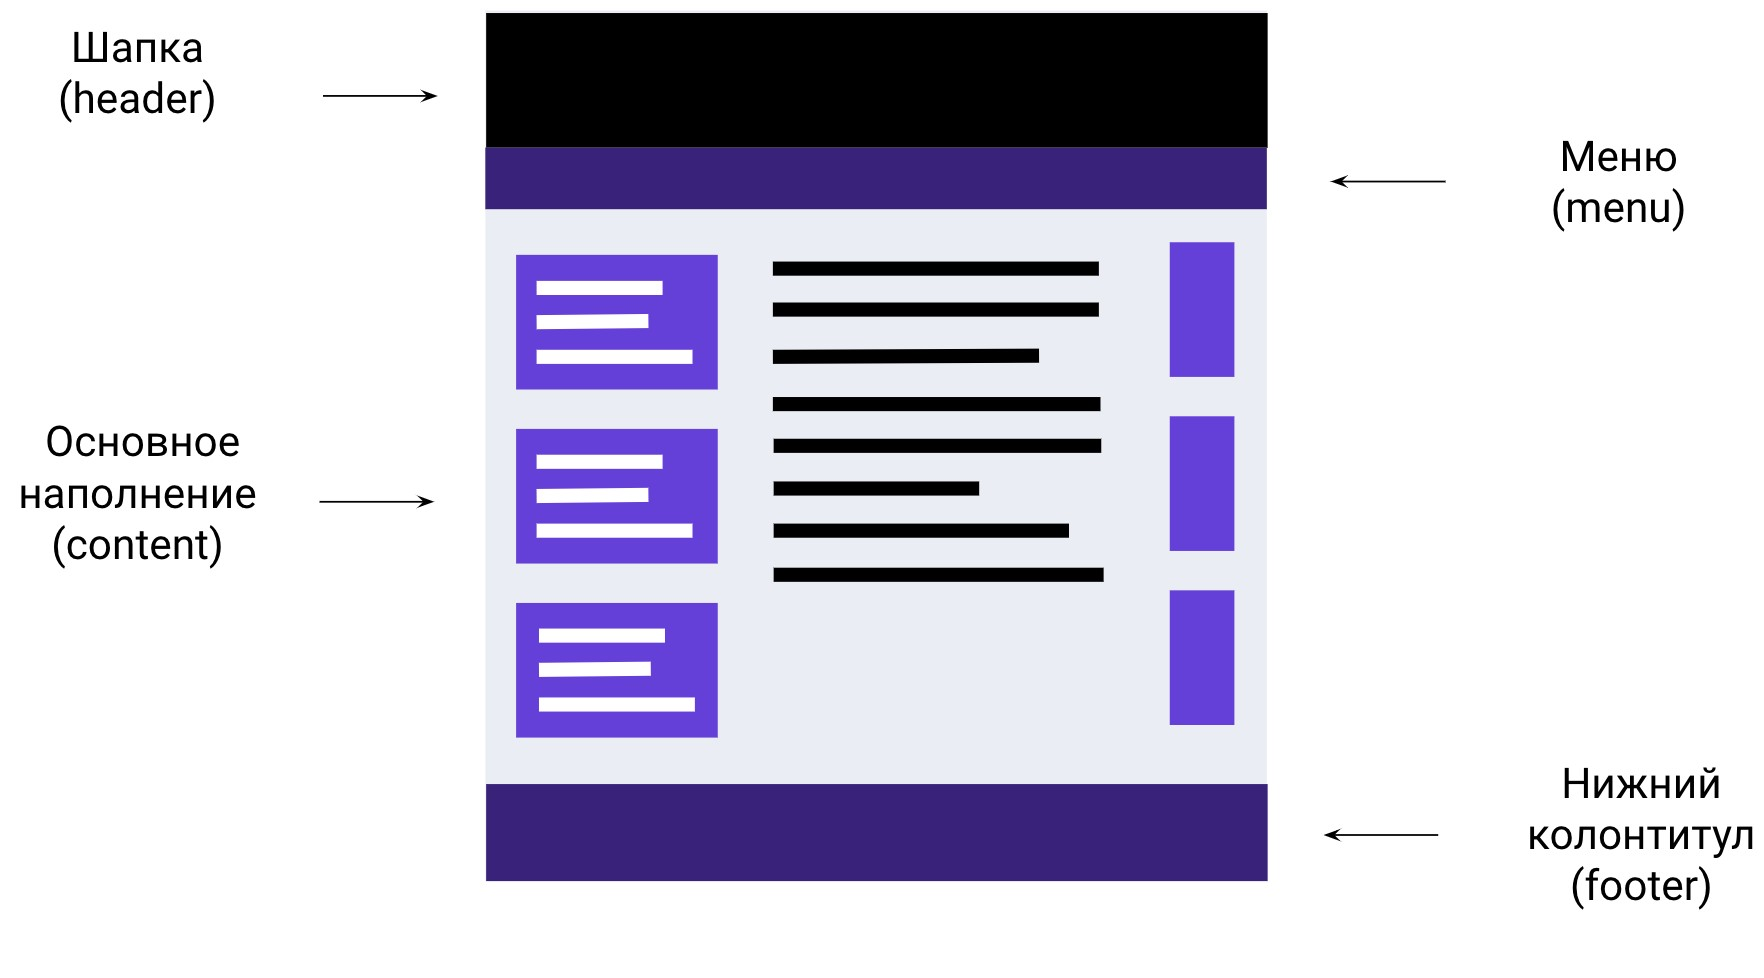 Шапка
(header)
Меню
(menu)
Основное
наполнение
(content)
Нижний
колонтитул
(footer)